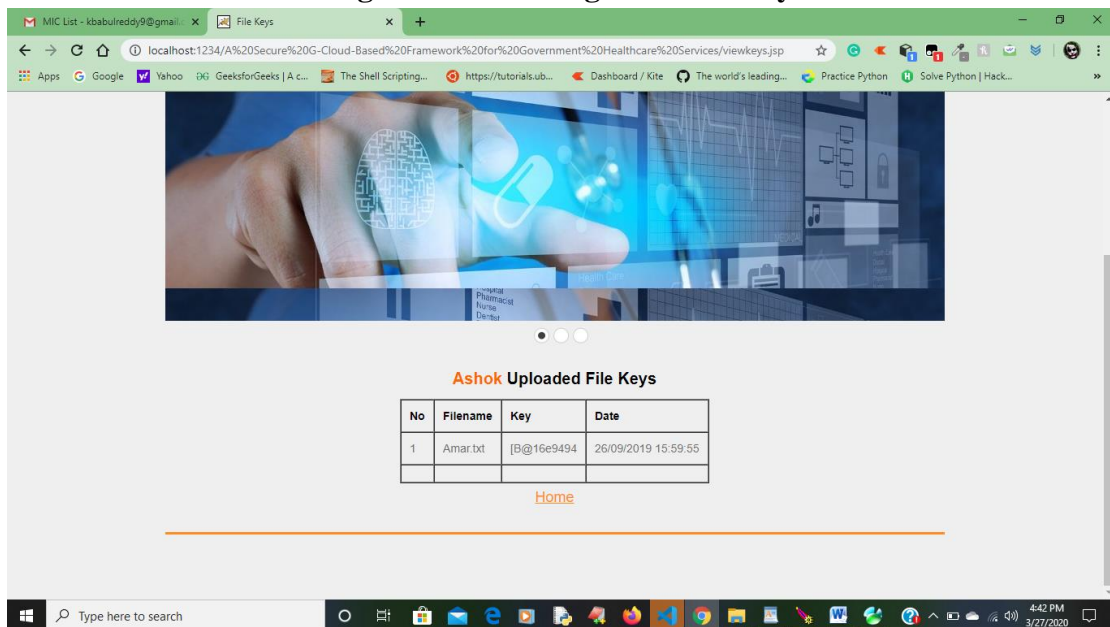 MIC List - kbabulreddy9@gmail.
File Keys
localhost:1234/A%20Secure%20G-Cloud-Based%20Framework%20for%20Government%20Healthcare%20Services/viewkeys.jsp
Apps Google Yahoo GeeksforGeeks | A c... The Shell Scripting... https://tutorials.ub... Dashboard / Kite The world's leading... Practice Python Solve Python | Hack... »
MEDICAL
Health Care
Hospital
Pharmacist
Nurse
Dentist
Ashok Uploaded File Keys
No Filename Key Date
1 Amar.txt [B@16e9494 26/09/2019 15:59:55
Home
Type here to search
4:42 PM
3/27/2020